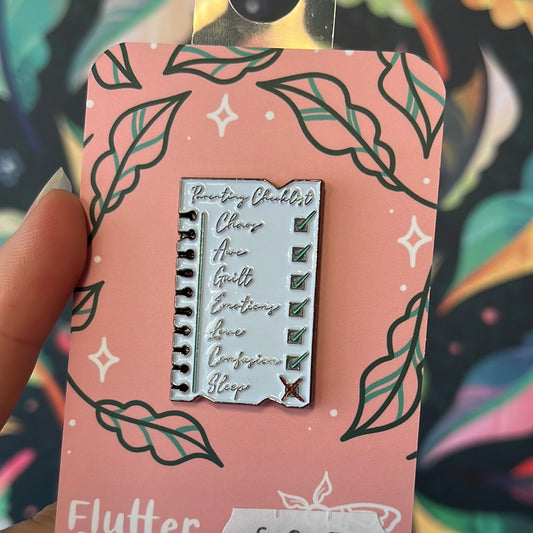 Parenting Checklist
Chaos
Awe
Guilt
Emotions
Love
Confusion
Sleep
Flutter